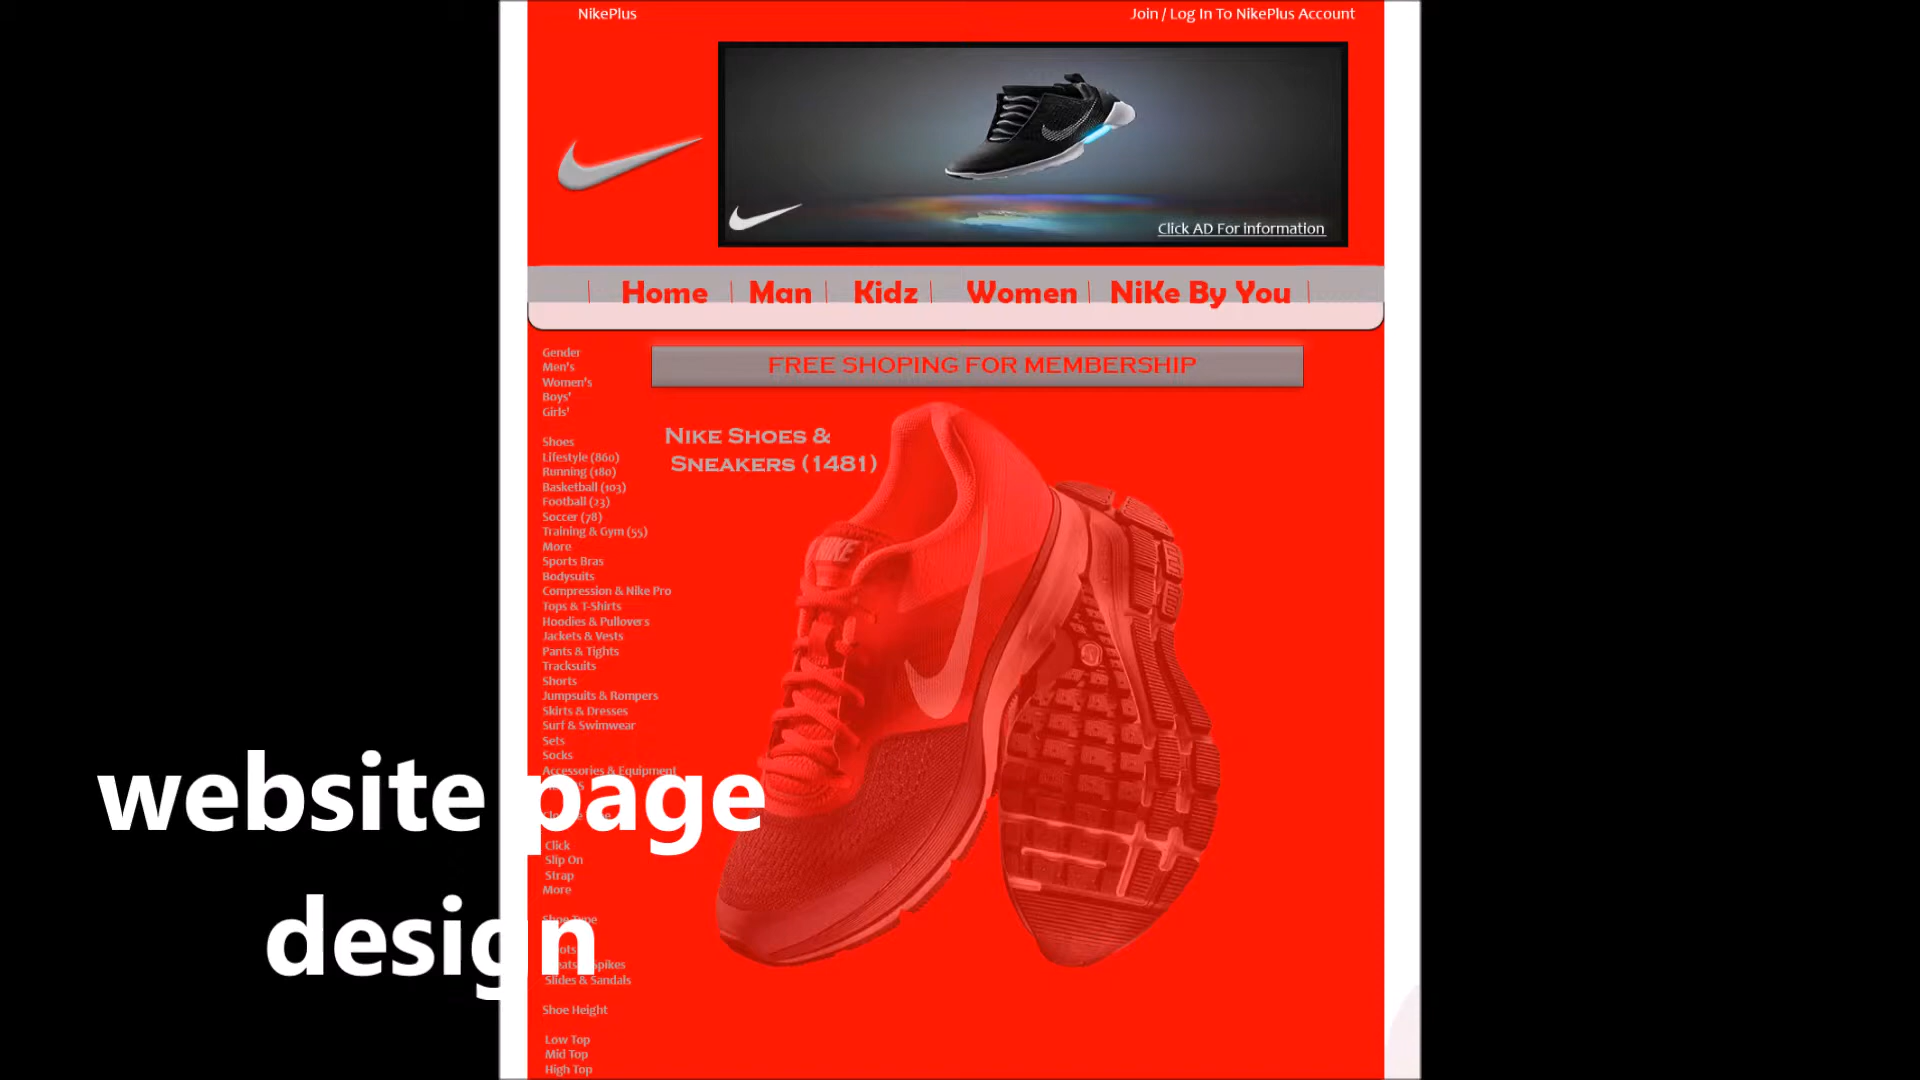 NikePlus
Join / Log In To NikePlus Account
Click AD For information
Home
Man
Kidz
Women
NiKe By You
FREE SHOPING FOR MEMBERSHIP
Nike Shoes &
Sneakers (1481)
NIKE
Gender
Men's
Women's
Boys'
Girls'
Shoes
Lifestyle (860)
Running (180)
Basketball (103)
Football (23)
Soccer (78)
Training & Gym (55)
More
Sports Bras
Bodysuits
Compression & Nike Pro
Tops & T-Shirts
Hoodies & Pullovers
Jackets & Vests
Pants & Tights
Tracksuits
Shorts
Jumpsuits & Rompers
Skirts & Dresses
Surf & Swimwear
Sets
Socks
Accessories & Equipment
Click
Slip On
Strap
More
Shoe Type
Spikes
Slides & Sandals
Shoe Height
Low Top
Mid Top
High Top
website page
design